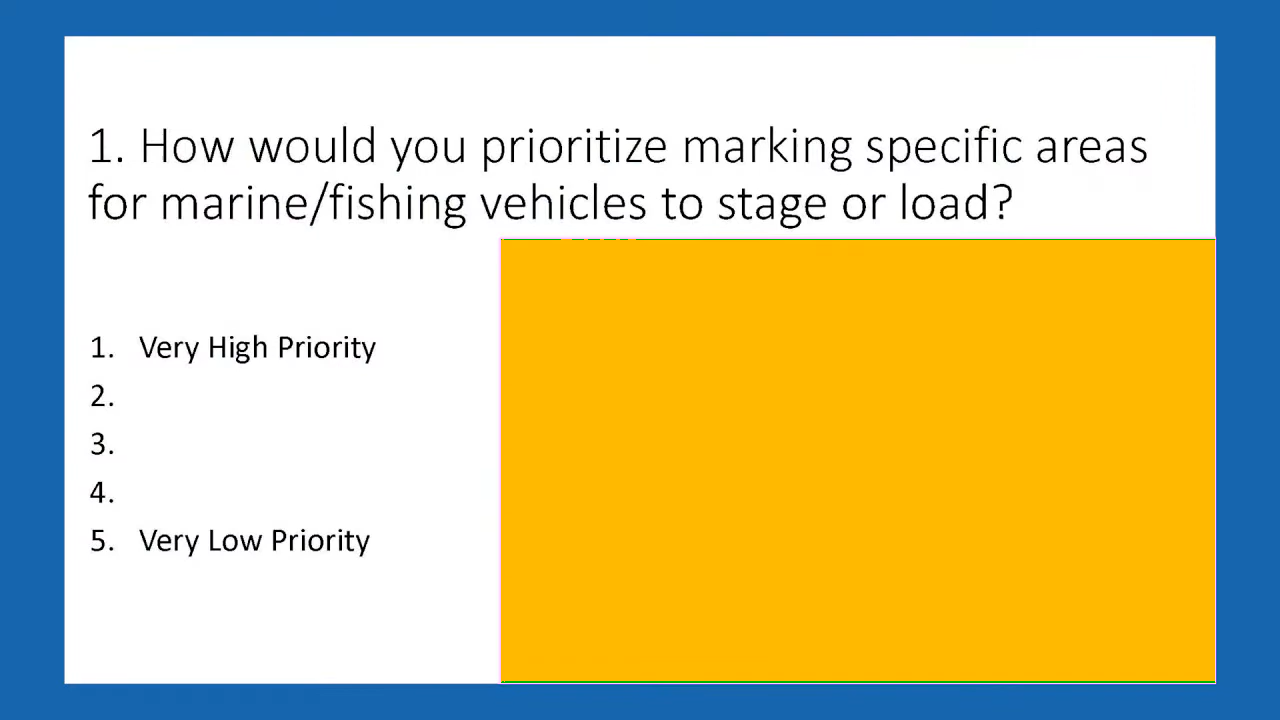 1. How would you prioritize marking specific areas
for marine/fishing vehicles to stage or load?
1. Very High Priority
2.
3.
4.
5. Very Low Priority